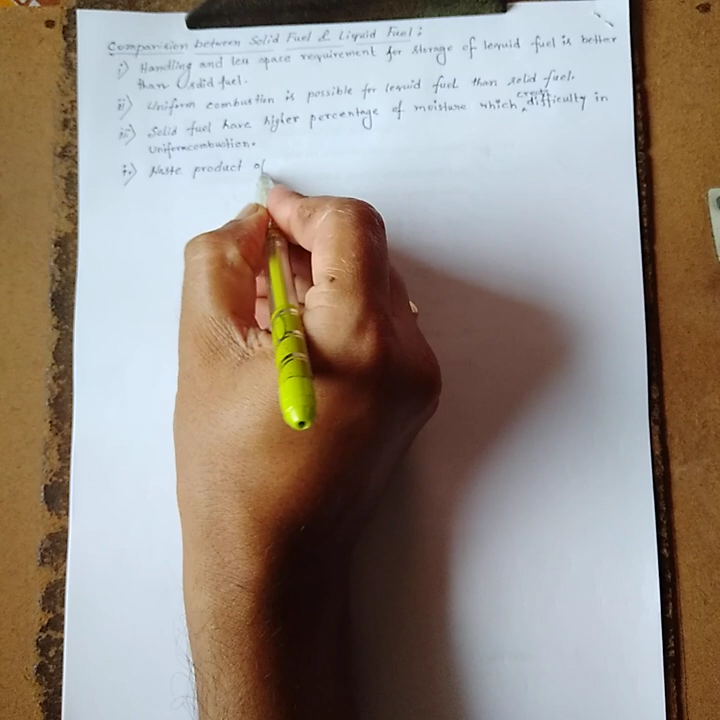 Comparision between Solid Fuel & Liquid Fuel:
i) Handling and less space requirement for storage of lequid fuel is better
than solid fuel.
ii) Uniform combustion is possible for lequid fuel than solid fuel.
iii) Solid fuel have higher percentage of moisture which create difficulty in
Uniformcombustion.
iv) Waste product of